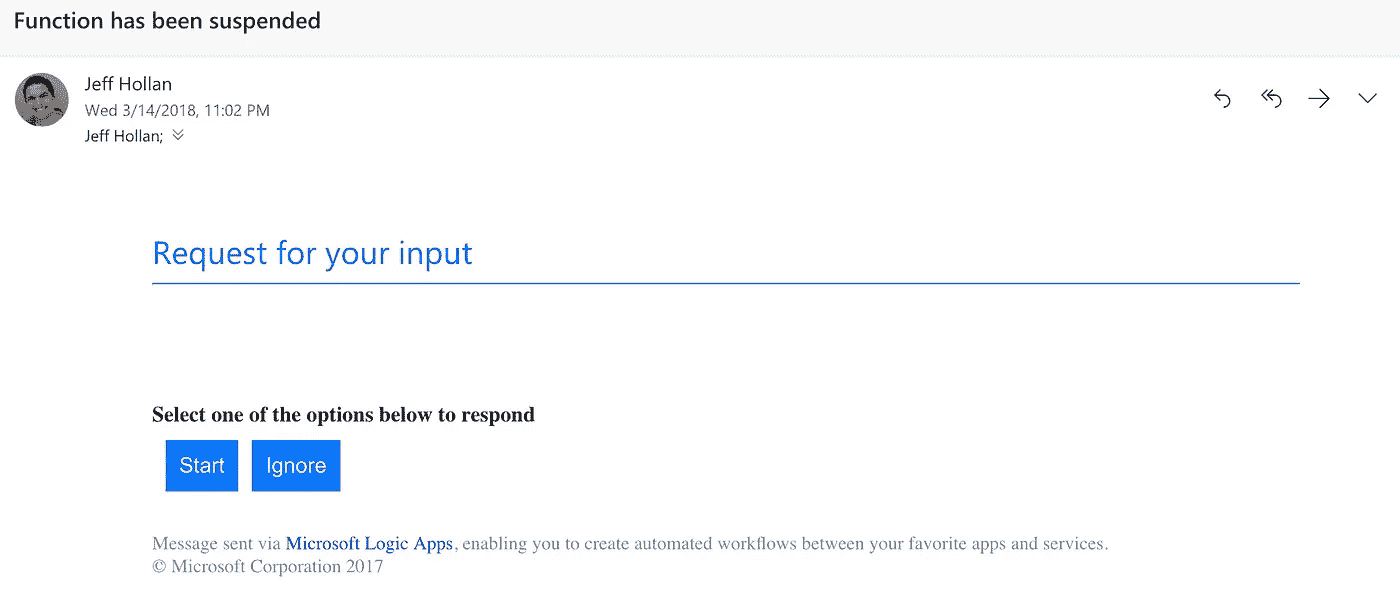 Function has been suspended
Jeff Hollan
Wed 3/14/2018, 11:02 PM
Jeff Hollan;
Request for your input
Select one of the options below to respond
Start Ignore
Message sent via Microsoft Logic Apps, enabling you to create automated workflows between your favorite apps and services.
© Microsoft Corporation 2017